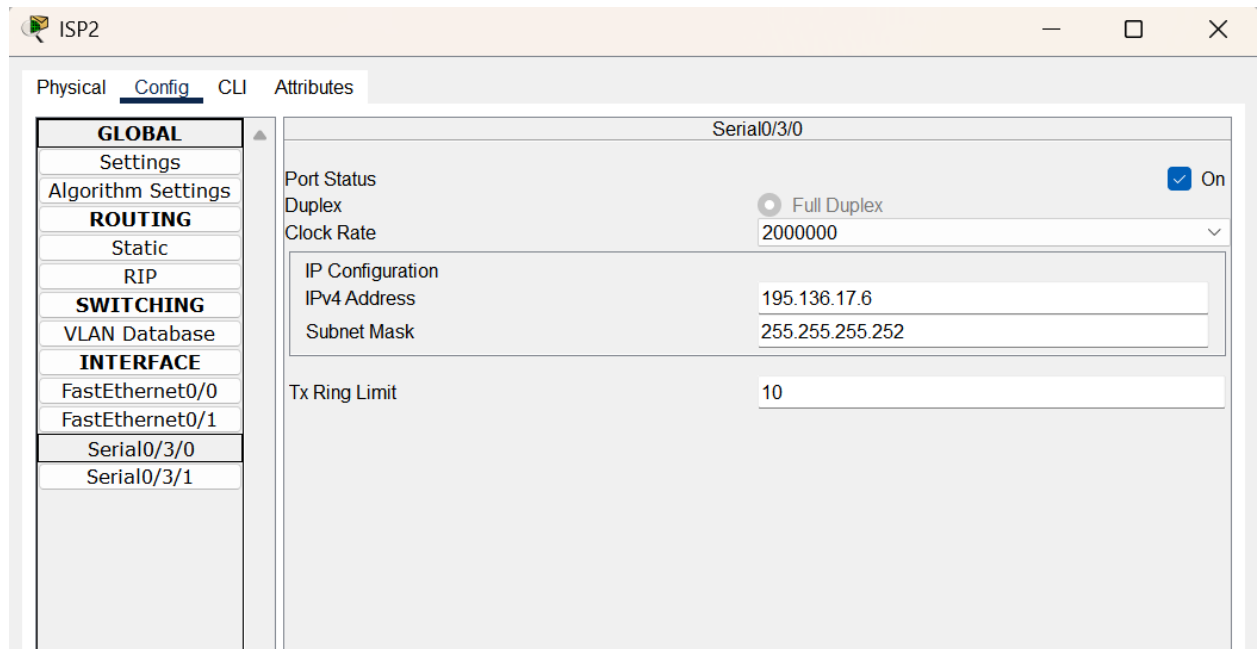 ISP2
Physical Config CLI Attributes
GLOBAL
Settings
Algorithm Settings
ROUTING
Static
RIP
SWITCHING
VLAN Database
INTERFACE
FastEthernet0/0
FastEthernet0/1
Serial0/3/0
Serial0/3/1
Serial0/3/0
Port Status On
Duplex Full Duplex
Clock Rate 2000000
IP Configuration
IPv4 Address 195.136.17.6
Subnet Mask 255.255.255.252
Tx Ring Limit 10